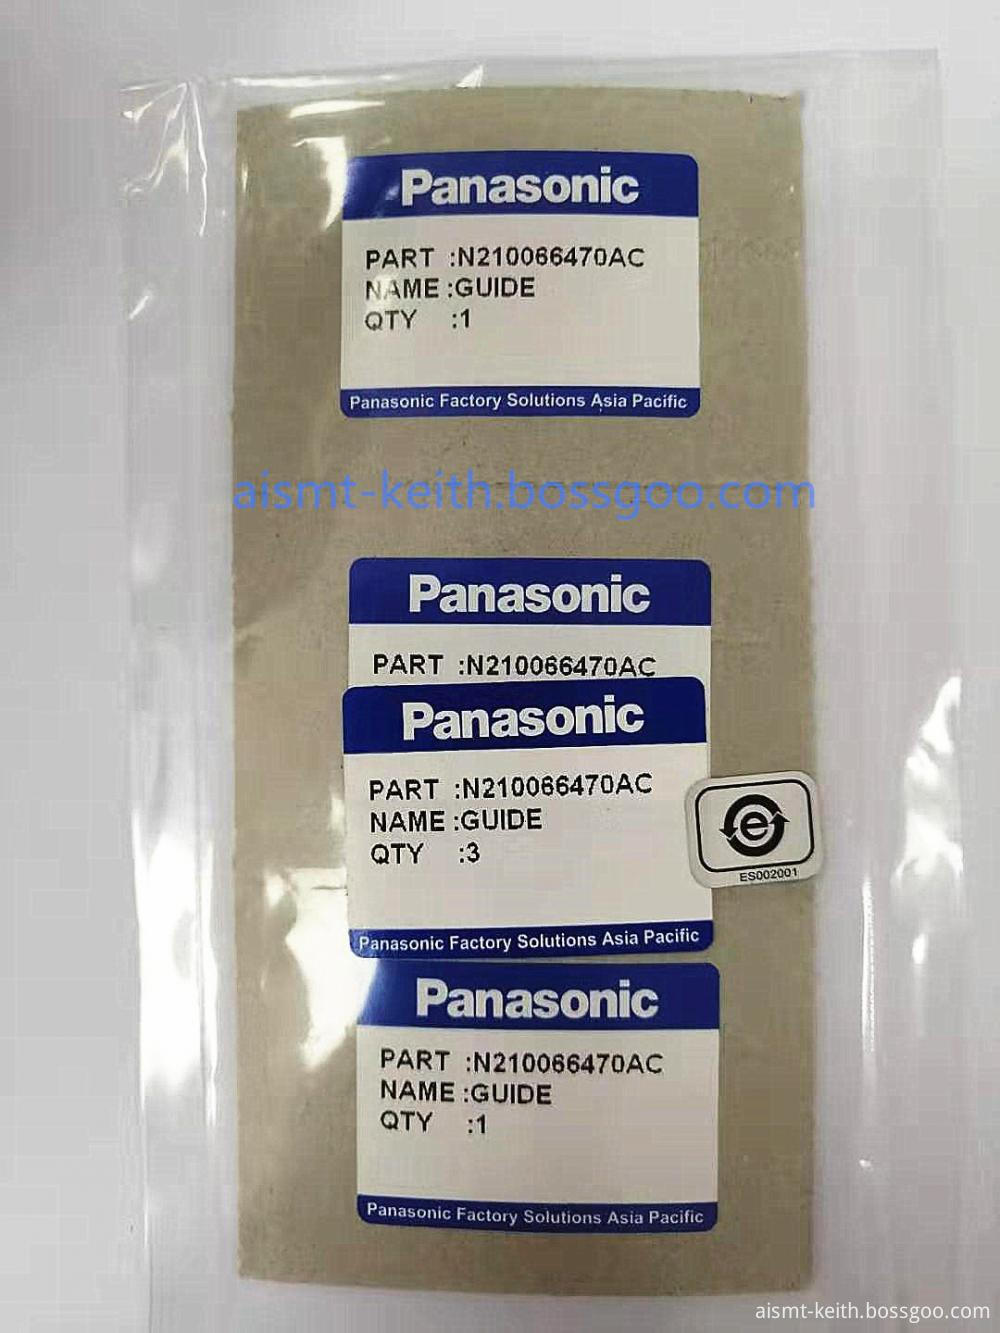 Panasonic
PART :N210066470AC
NAME :GUIDE
QTY :1
Panasonic Factory Solutions Asia Pacific
aismt-keith.bossgoo.com
Panasonic
PART :N210066470AC
Panasonic
PART :N210066470AC
NAME :GUIDE
QTY :3
e
ES002001
Panasonic Factory Solutions Asia Pacific
Panasonic
PART :N210066470AC
NAME :GUIDE
QTY :1
Panasonic Factory Solutions Asia Pacific
aismt-keith.bossgoo.com